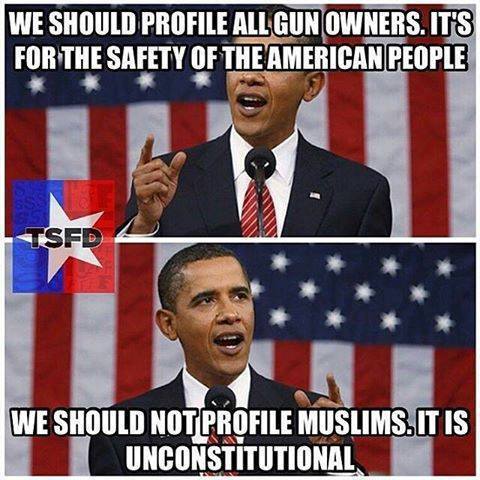 WE SHOULD PROFILE ALL GUN OWNERS. IT'S
FOR THE SAFETY OF THE AMERICAN PEOPLE
TSFD
WE SHOULD NOT PROFILE MUSLIMS. IT IS
UNCONSTITUTIONAL